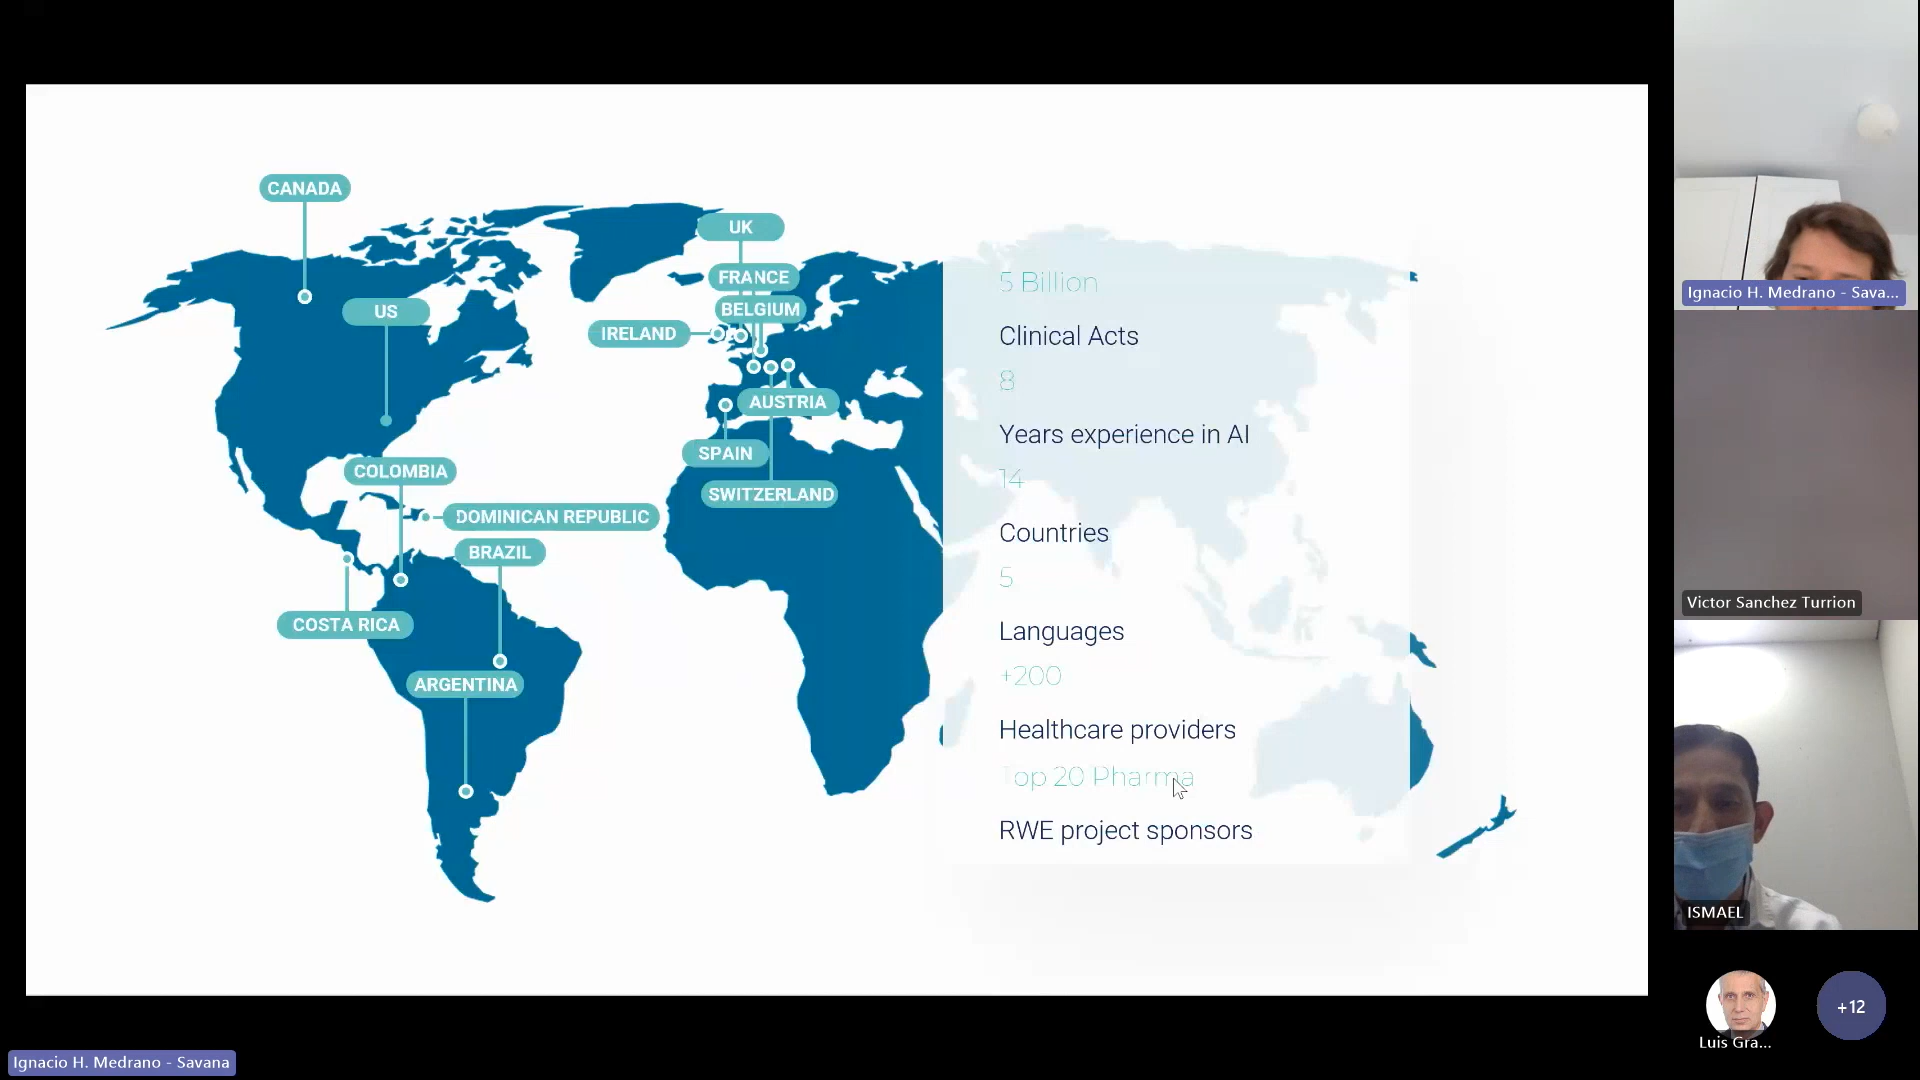 CANADA
UK
FRANCE
US
BELGIUM
IRELAND
AUSTRIA
SPAIN
COLOMBIA
SWITZERLAND
DOMINICAN REPUBLIC
BRAZIL
COSTA RICA
ARGENTINA
5 Billion
Clinical Acts
8
Years experience in AI
14
Countries
5
Languages
+200
Healthcare providers
Top 20 Pharma
RWE project sponsors
Ignacio H. Medrano - Sava...
Victor Sanchez Turrion
ISMAEL
Luis Gra...
+12
Ignacio H. Medrano - Savana